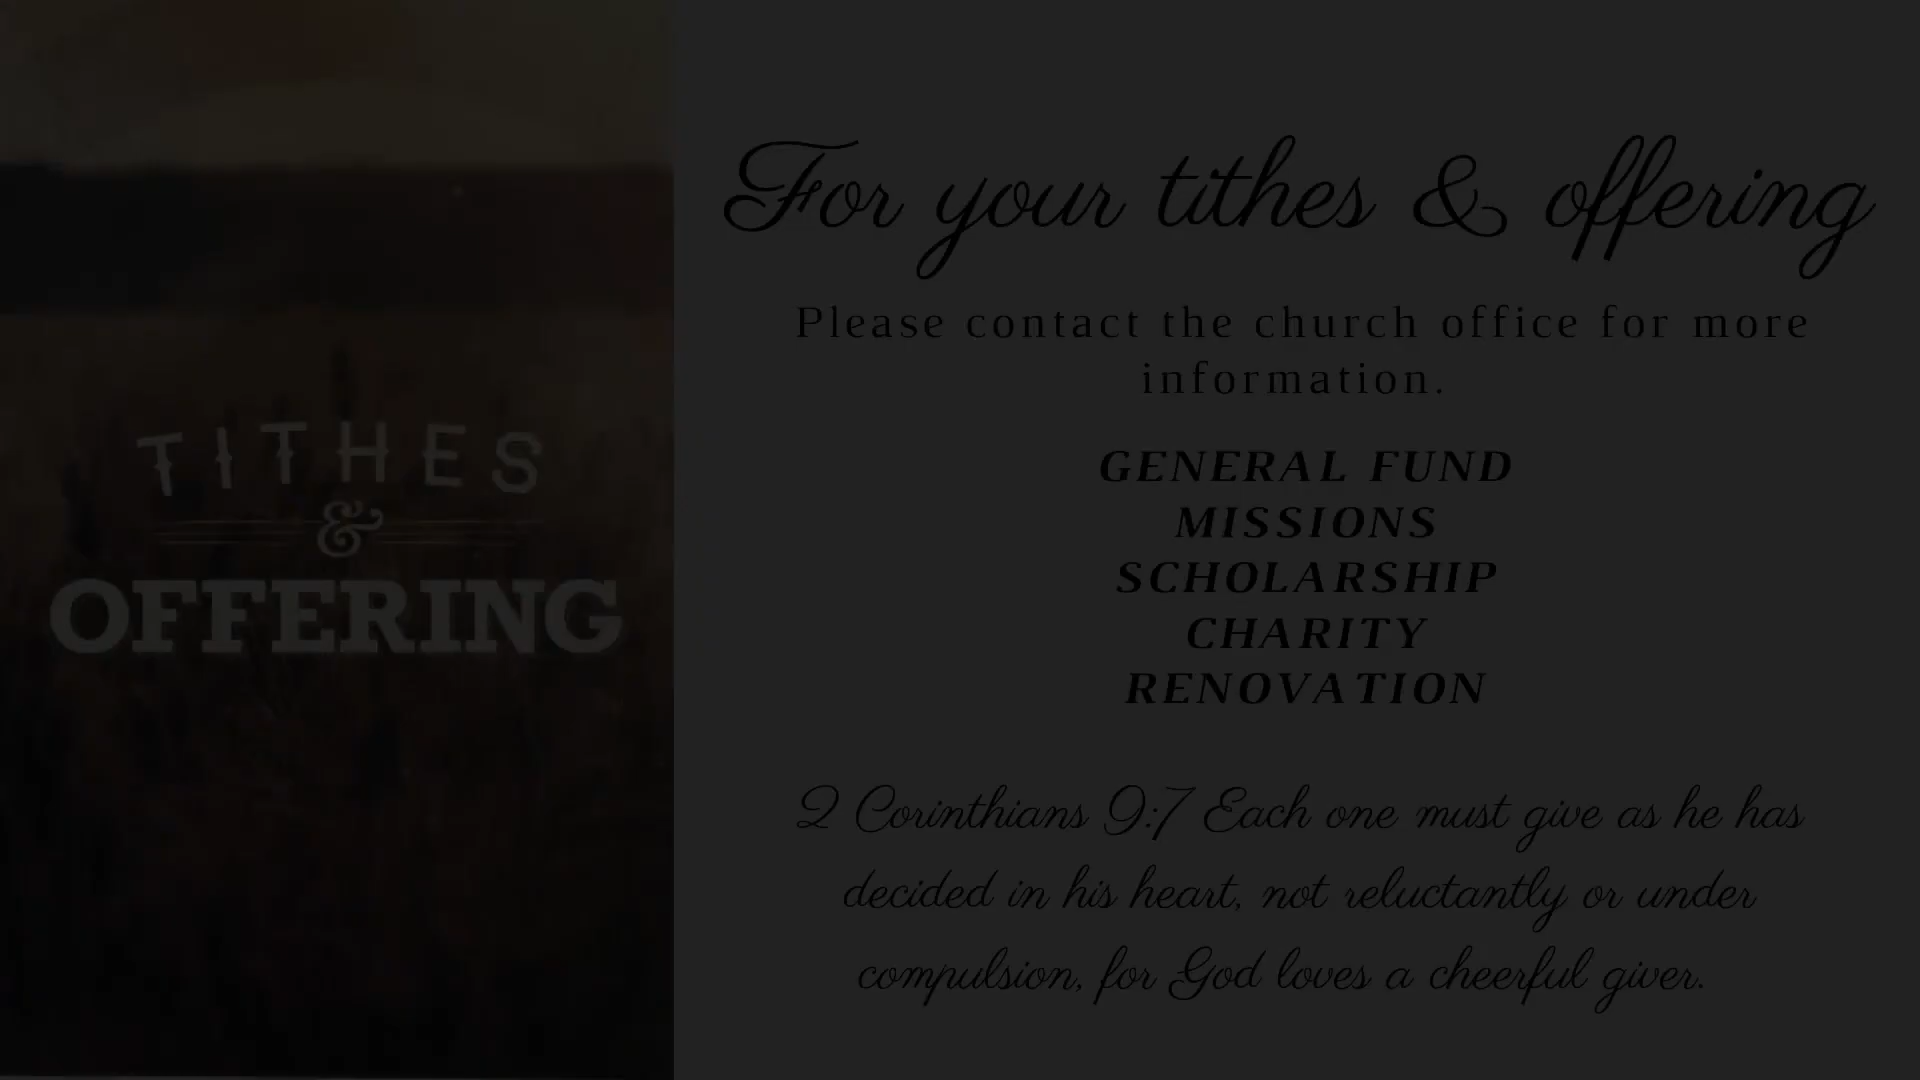 TITHES
&
OFFERING
For your tithes & offering
Please contact the church office for more
information.
GENERAL FUND
MISSIONS
SCHOLARSHIP
CHARITY
RENOVATION
2 Corinthians 9:7 Each one must give as he has
decided in his heart, not reluctantly or under
compulsion, for God loves a cheerful giver.